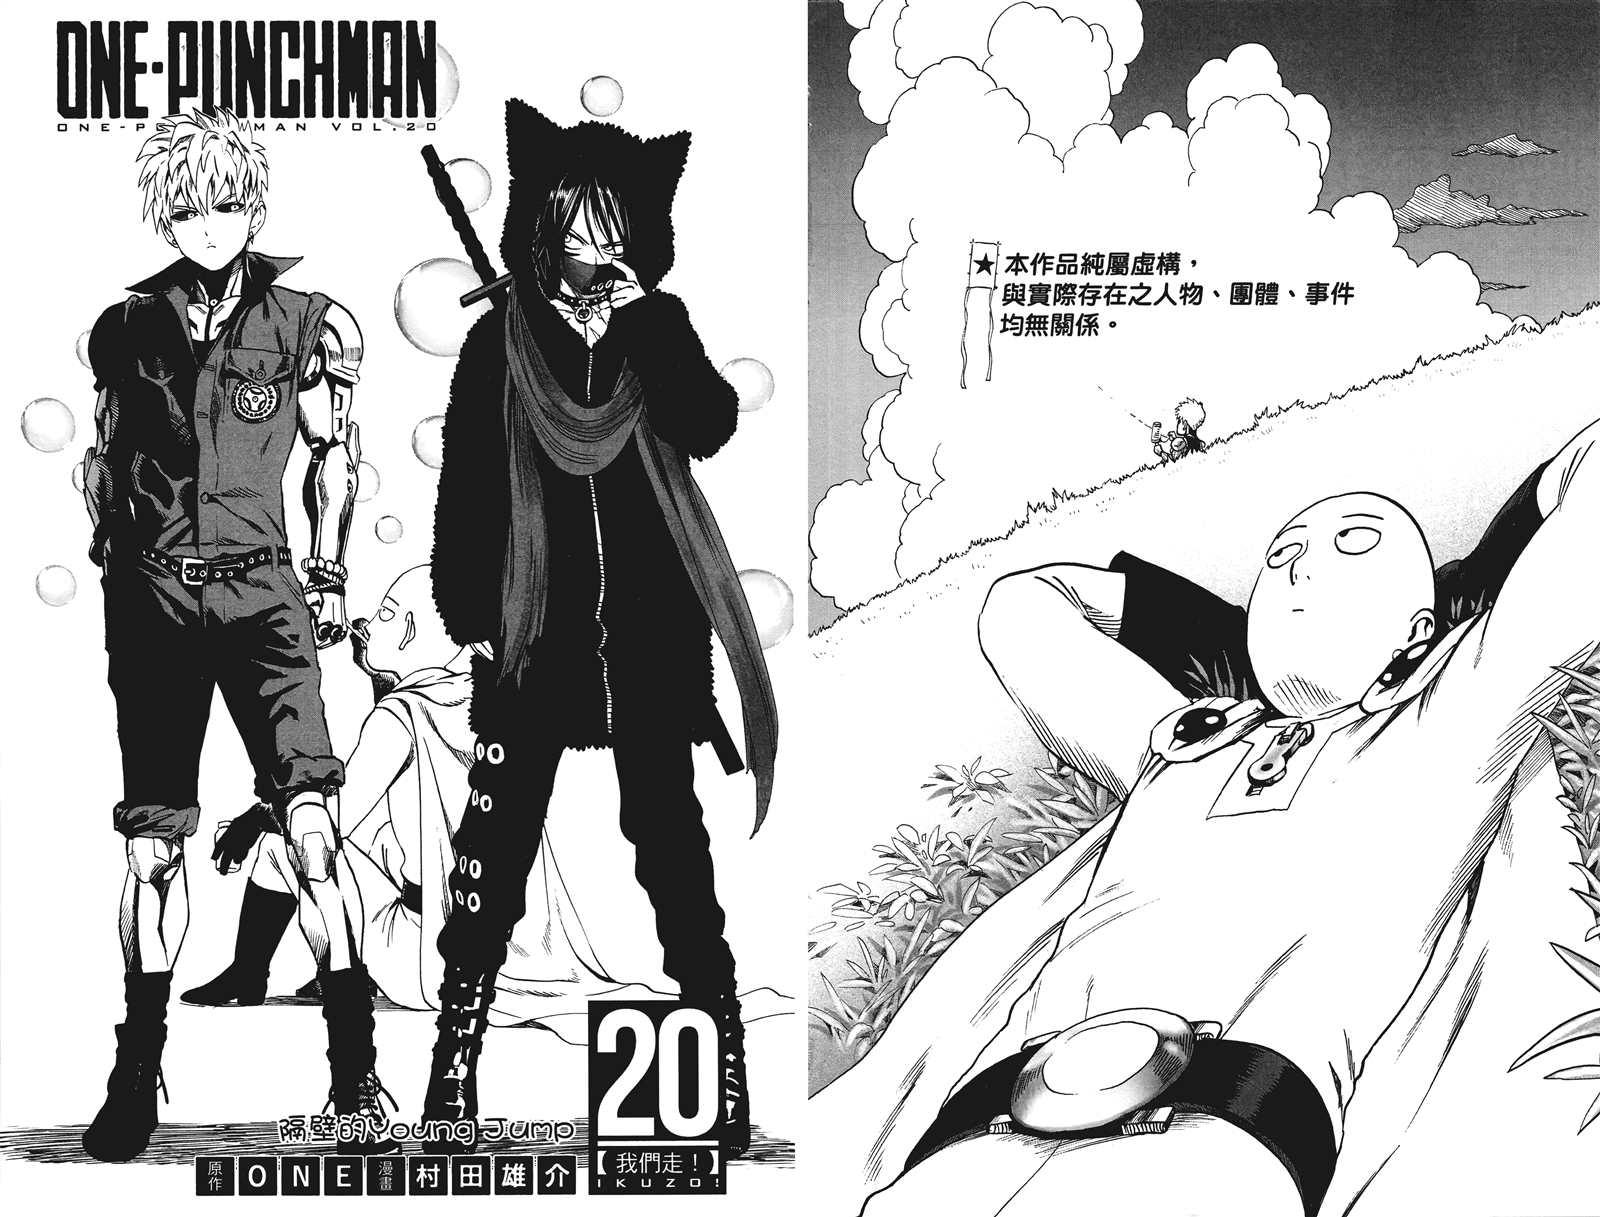 ONE-PUNCHMAN
ONE-P MAN VOL.20
隔壁的Young Jump
原作 ONE 漫畫 村田雄介
20
【我們走！】
IKUZO!
★本作品純屬虛構，
與實際存在之人物、團體、事件
均無關係。